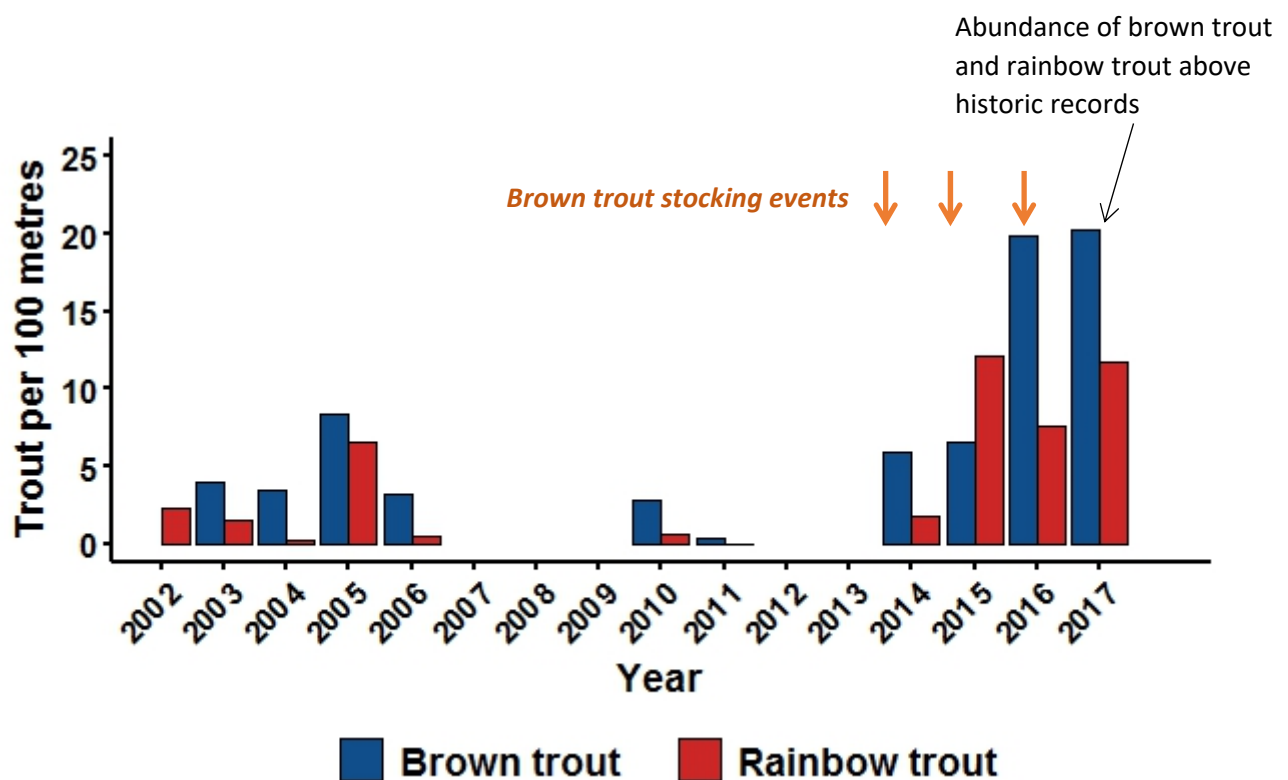 Abundance of brown trout
and rainbow trout above
historic records
Brown trout stocking events
Trout per 100 metres
25
20
15
10
5
0
2002 2003 2004 2005 2006 2007 2008 2009 2010 2011 2012 2013 2014 2015 2016 2017
Year
Brown trout Rainbow trout